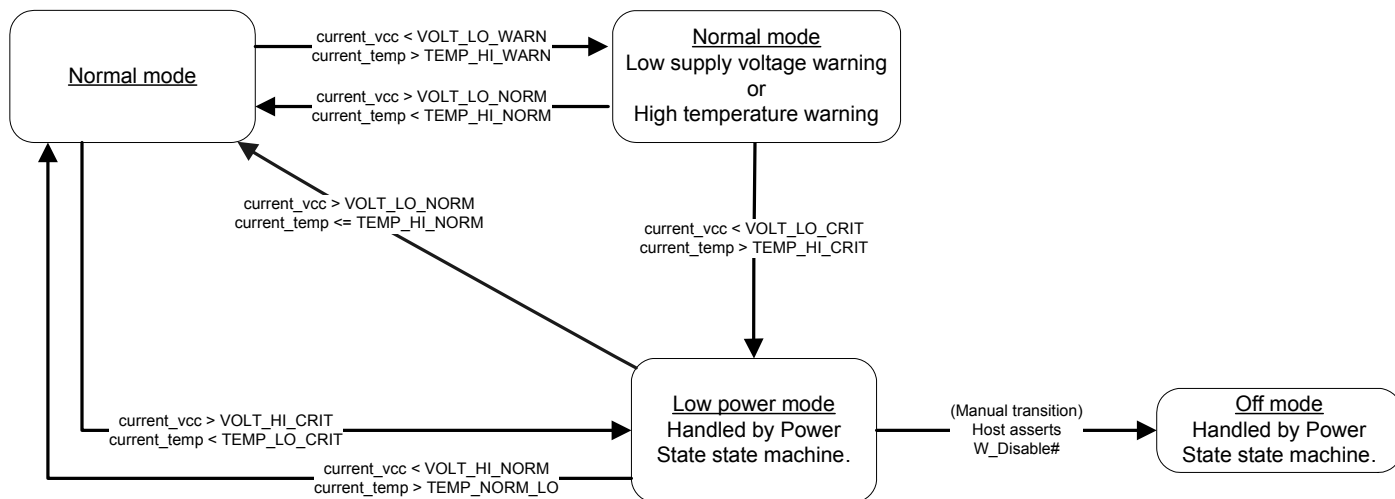 Normal mode
current_vcc < VOLT_LO_WARN
current_temp > TEMP_HI_WARN
current_vcc > VOLT_LO_NORM
current_temp < TEMP_HI_NORM
Normal mode
Low supply voltage warning
or
High temperature warning
current_vcc > VOLT_LO_NORM
current_temp <= TEMP_HI_NORM
current_vcc < VOLT_LO_CRIT
current_temp > TEMP_HI_CRIT
current_vcc > VOLT_HI_CRIT
current_temp < TEMP_LO_CRIT
current_vcc < VOLT_HI_NORM
current_temp > TEMP_NORM_LO
Low power mode
Handled by Power
State state machine.
(Manual transition)
Host asserts
W_Disable#
Off mode
Handled by Power
State state machine.